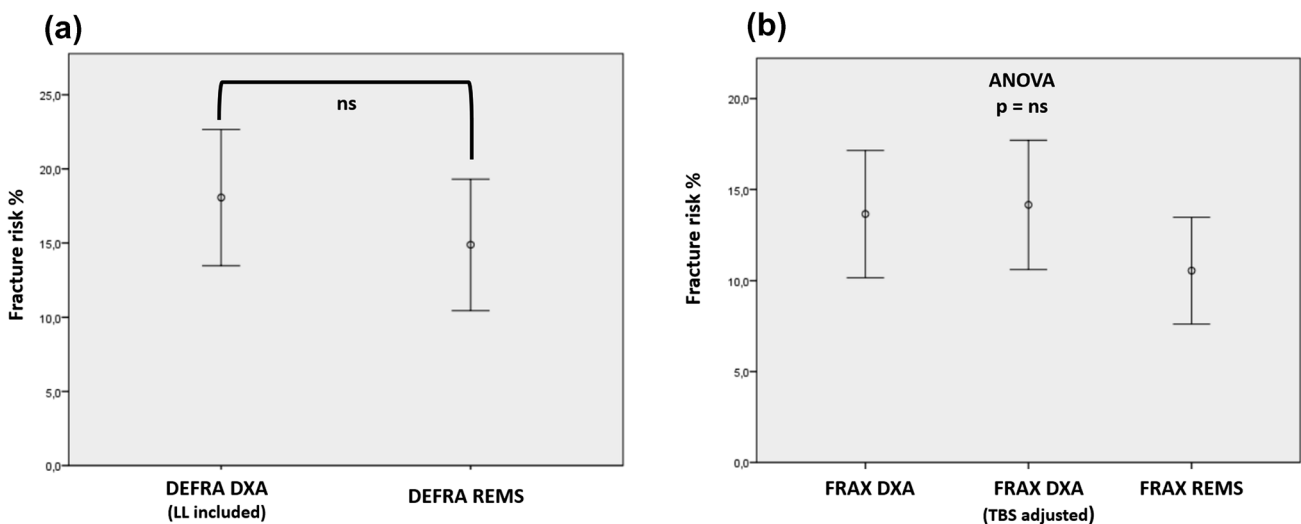 (a)
25,0
20,0
15,0
10,0
5,0
0,0
Fracture risk %
ns
DEFRA DXA
(LL included)
DEFRA REMS
(b)
20,0
15,0
10,0
5,0
0,0
Fracture risk %
ANOVA
p = ns
FRAX DXA
FRAX DXA
(TBS adjusted)
FRAX REMS